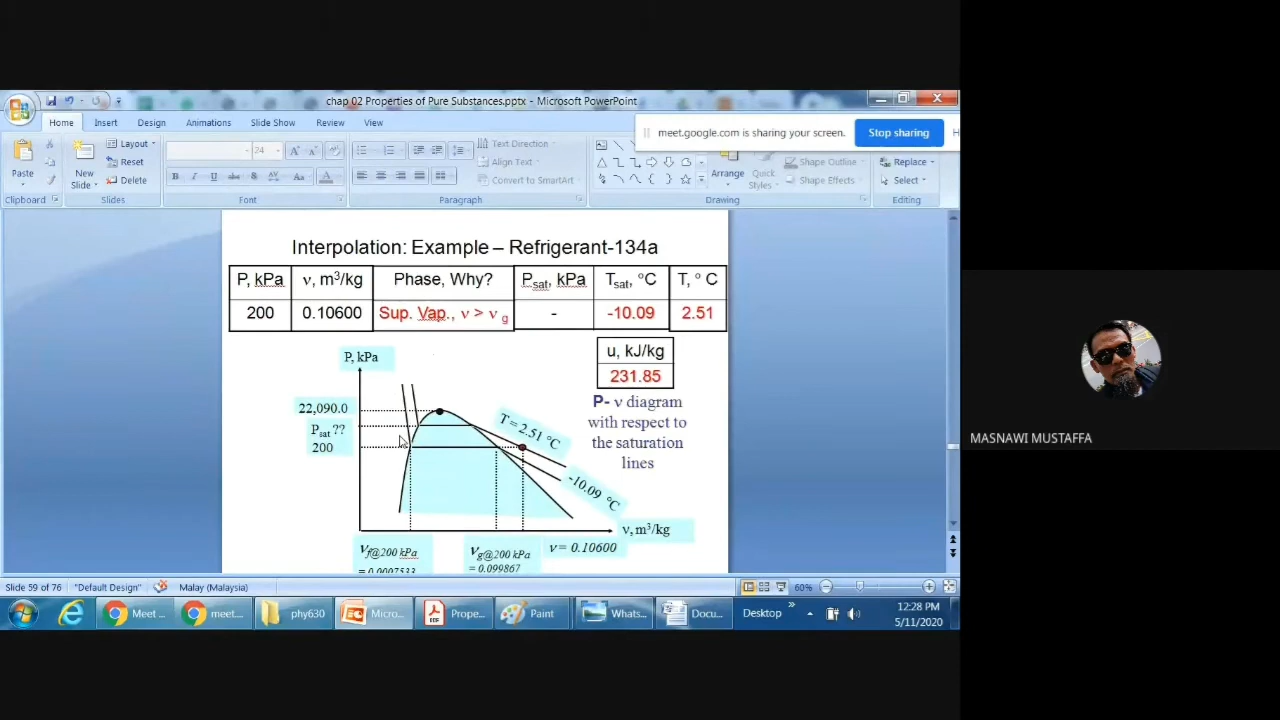 chap 02 Properties of Pure Substances.pptx - Microsoft PowerPoint
Home Insert Design Animations Slide Show Review View
meet.google.com is sharing your screen. Stop sharing H
Paste
New
Slide
Layout
Reset
Delete
24
B I U abc S AV Aa A
Text Direction
Align Text
Convert to SmartArt
Arrange
Quick
Styles
Shape Outline
Shape Effects
Replace
Select
Clipboard Slides Font Paragraph Drawing Editing
Interpolation: Example – Refrigerant-134a
P, kPa ν, m³/kg Phase, Why? Psat, kPa Tsat, °C T, ° C
200 0.10600 Sup. Vap., ν > ν g - -10.09 2.51
u, kJ/kg
231.85
P, kPa
22,090.0
Psat ??
200
T = 2.51 °C
-10.09 °C
P- ν diagram
with respect to
the saturation
lines
ν, m³/kg
νf@200 kPa
= 0.0007533
νg@200 kPa
= 0.099867
ν = 0.10600
MASNAWI MUSTAFFA
Slide 59 of 76 "Default Design" Malay (Malaysia) 60%
Meet ... meet.... phy630 Micro... Prope... Paint Whats... Docu... Desktop » 12:28 PM
5/11/2020